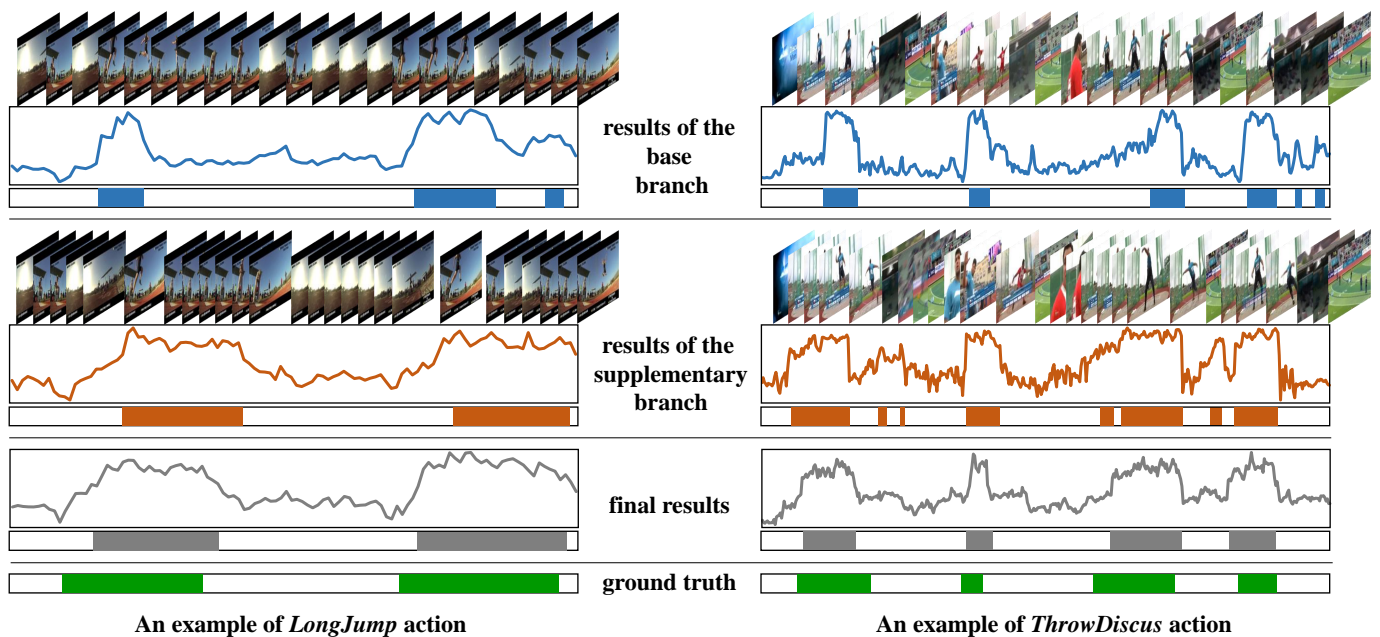 results of the
base
branch
results of the
supplementary
branch
final results
ground truth
An example of LongJump action
An example of ThrowDiscus action